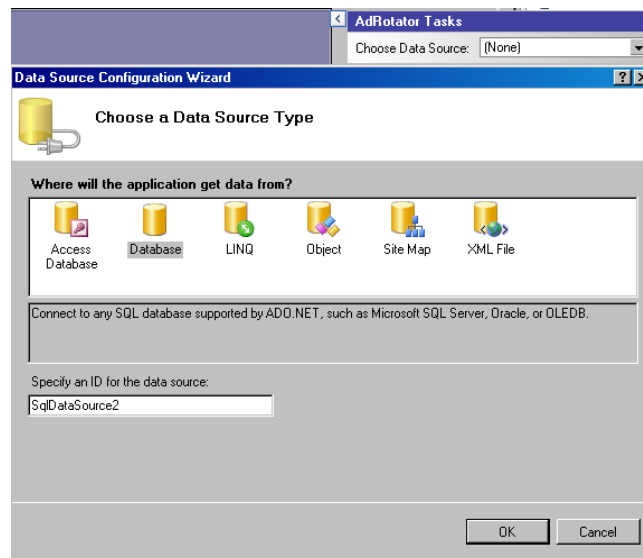 AdRotator Tasks
Choose Data Source: (None)
Data Source Configuration Wizard
Choose a Data Source Type
Where will the application get data from?
Access Database
Database
LINQ
Object
Site Map
XML File
Connect to any SQL database supported by ADO.NET, such as Microsoft SQL Server, Oracle, or OLEDB.
Specify an ID for the data source:
SqlDataSource2
OK Cancel